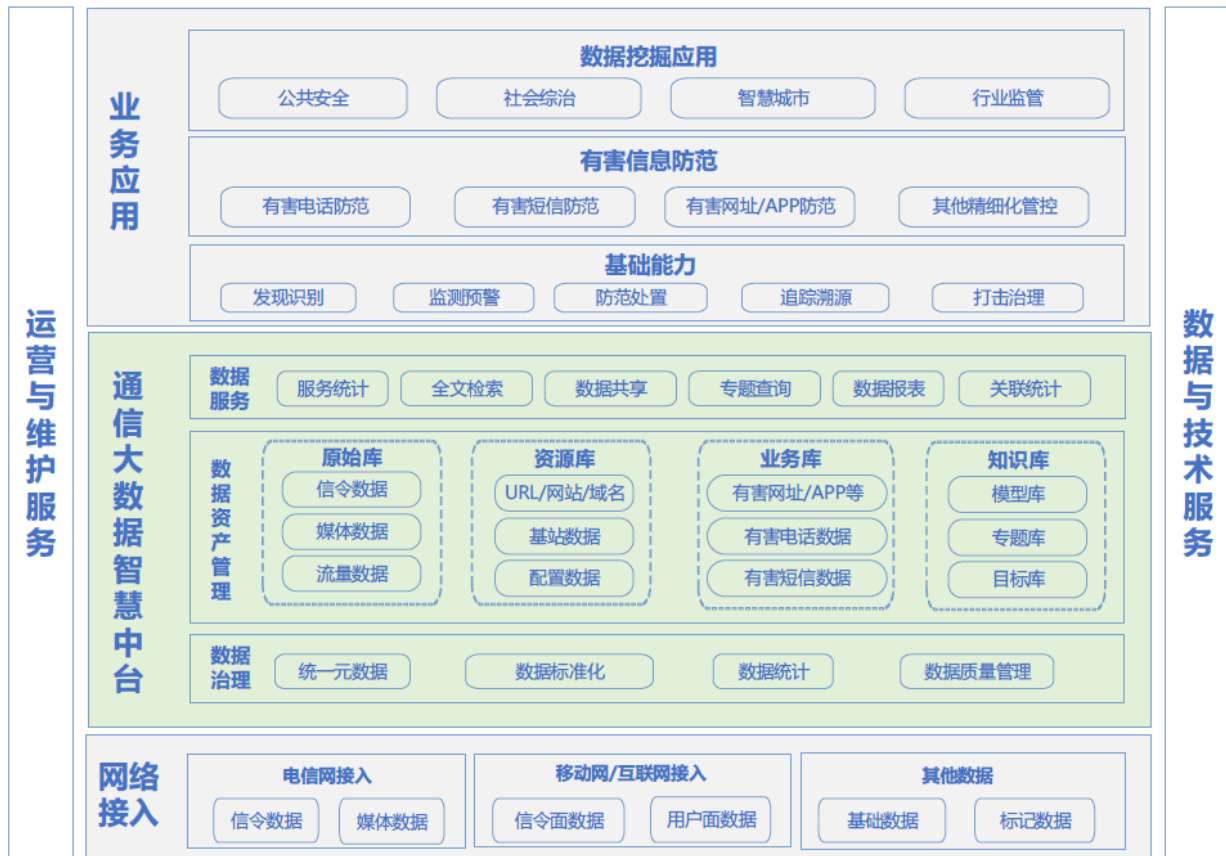 运营与维护服务
业务应用
数据挖掘应用
公共安全 社会综治 智慧城市 行业监管
有害信息防范
有害电话防范 有害短信防范 有害网址/APP防范 其他精细化管控
基础能力
发现识别 监测预警 防范处置 追踪溯源 打击治理
通信大数据智慧中台
数据
服务
服务统计 全文检索 数据共享 专题查询 数据报表 关联统计
数据资产管理
原始库
信令数据
媒体数据
流量数据
资源库
URL/网站/域名
基站数据
配置数据
业务库
有害网址/APP等
有害电话数据
有害短信数据
知识库
模型库
专题库
目标库
数据
治理
统一元数据 数据标准化 数据统计 数据质量管理
网络
接入
电信网接入
信令数据 媒体数据
移动网/互联网接入
信令面数据 用户面数据
其他数据
基础数据 标记数据
数据与技术服务